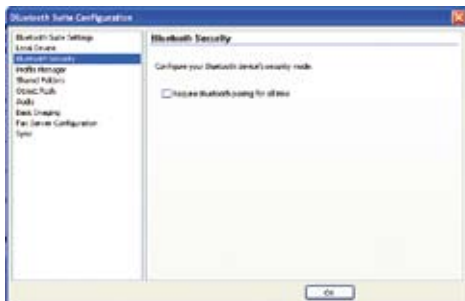 Bluetooth Suite Configuration
Bluetooth Suite Settings
Local Device
Bluetooth Security
Profile Manager
Shared Folders
Object Push
Audio
Basic Imaging
Fax Server Configuration
Sync
Bluetooth Security
Configure your Bluetooth device's security mode.
Require Bluetooth pairing for all time
OK